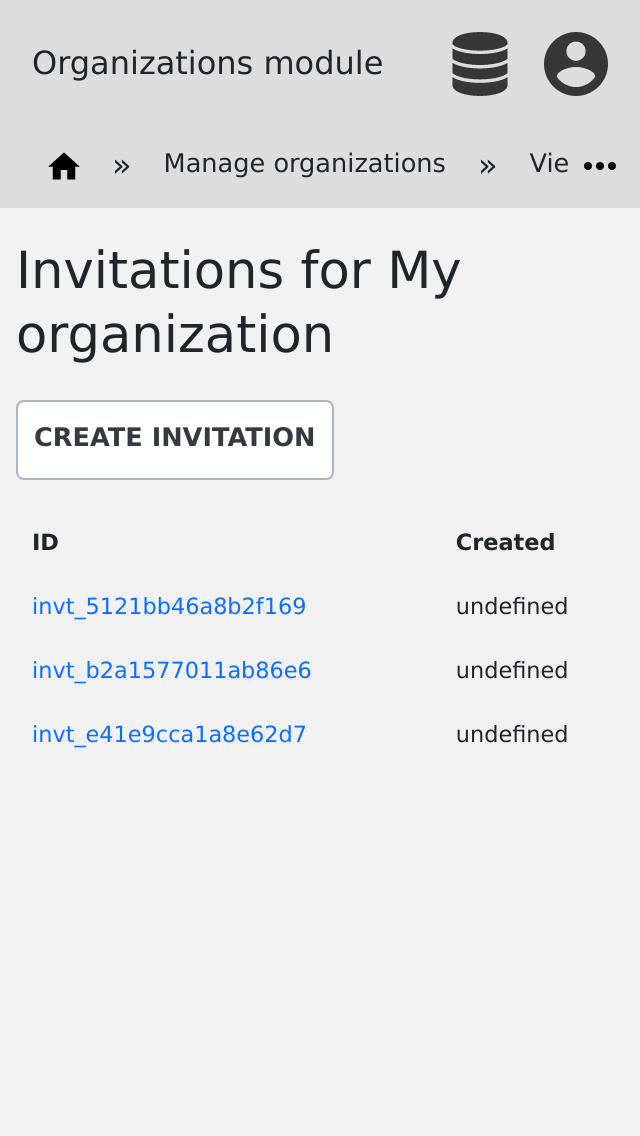 Organizations module
» Manage organizations » Vie
Invitations for My
organization
CREATE INVITATION
ID Created
invt_5121bb46a8b2f169 undefined
invt_b2a1577011ab86e6 undefined
invt_e41e9cca1a8e62d7 undefined